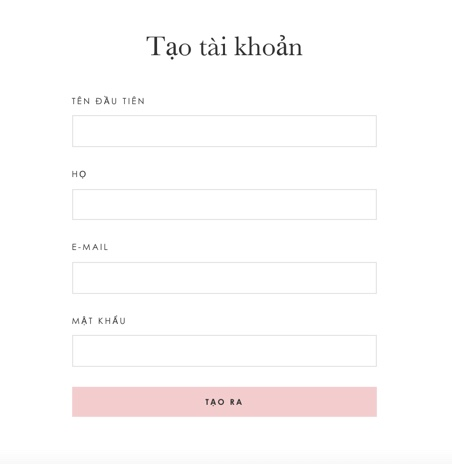 Tạo tài khoản
TÊN ĐẦU TIÊN
HỌ
E-MAIL
MẬT KHẨU
TẠO RA